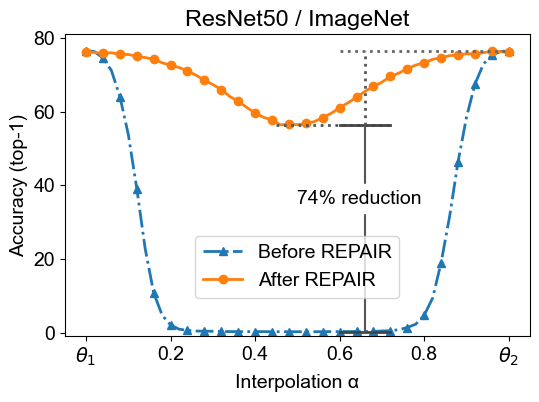 ResNet50 / ImageNet
Accuracy (top-1)
80
60
40
20
0
74% reduction
Before REPAIR
After REPAIR
θ₁ 0.2 0.4 0.6 0.8 θ₂
Interpolation α